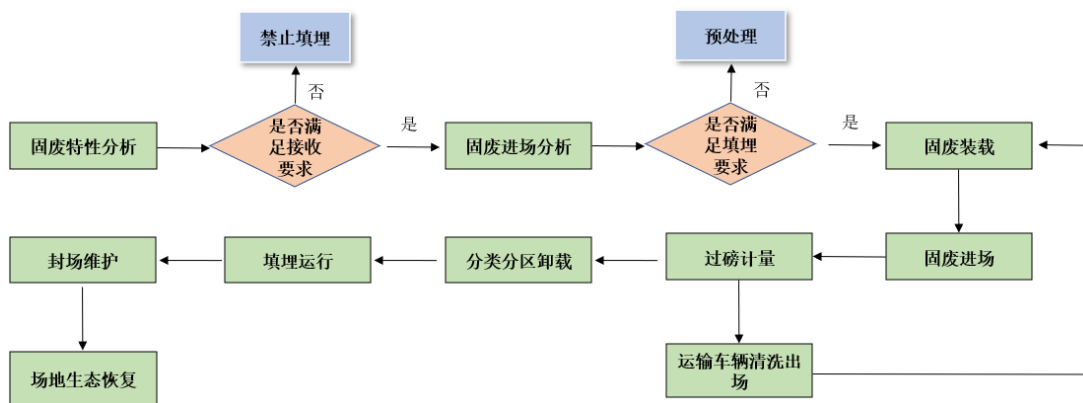 禁止填埋
预处理
否
否
固废特性分析
是否满
足接收
要求
是
固废进场分析
是否满
足填埋
要求
是
固废装载
封场维护
填埋运行
分类分区卸载
过磅计量
固废进场
场地生态恢复
运输车辆清洗出
场